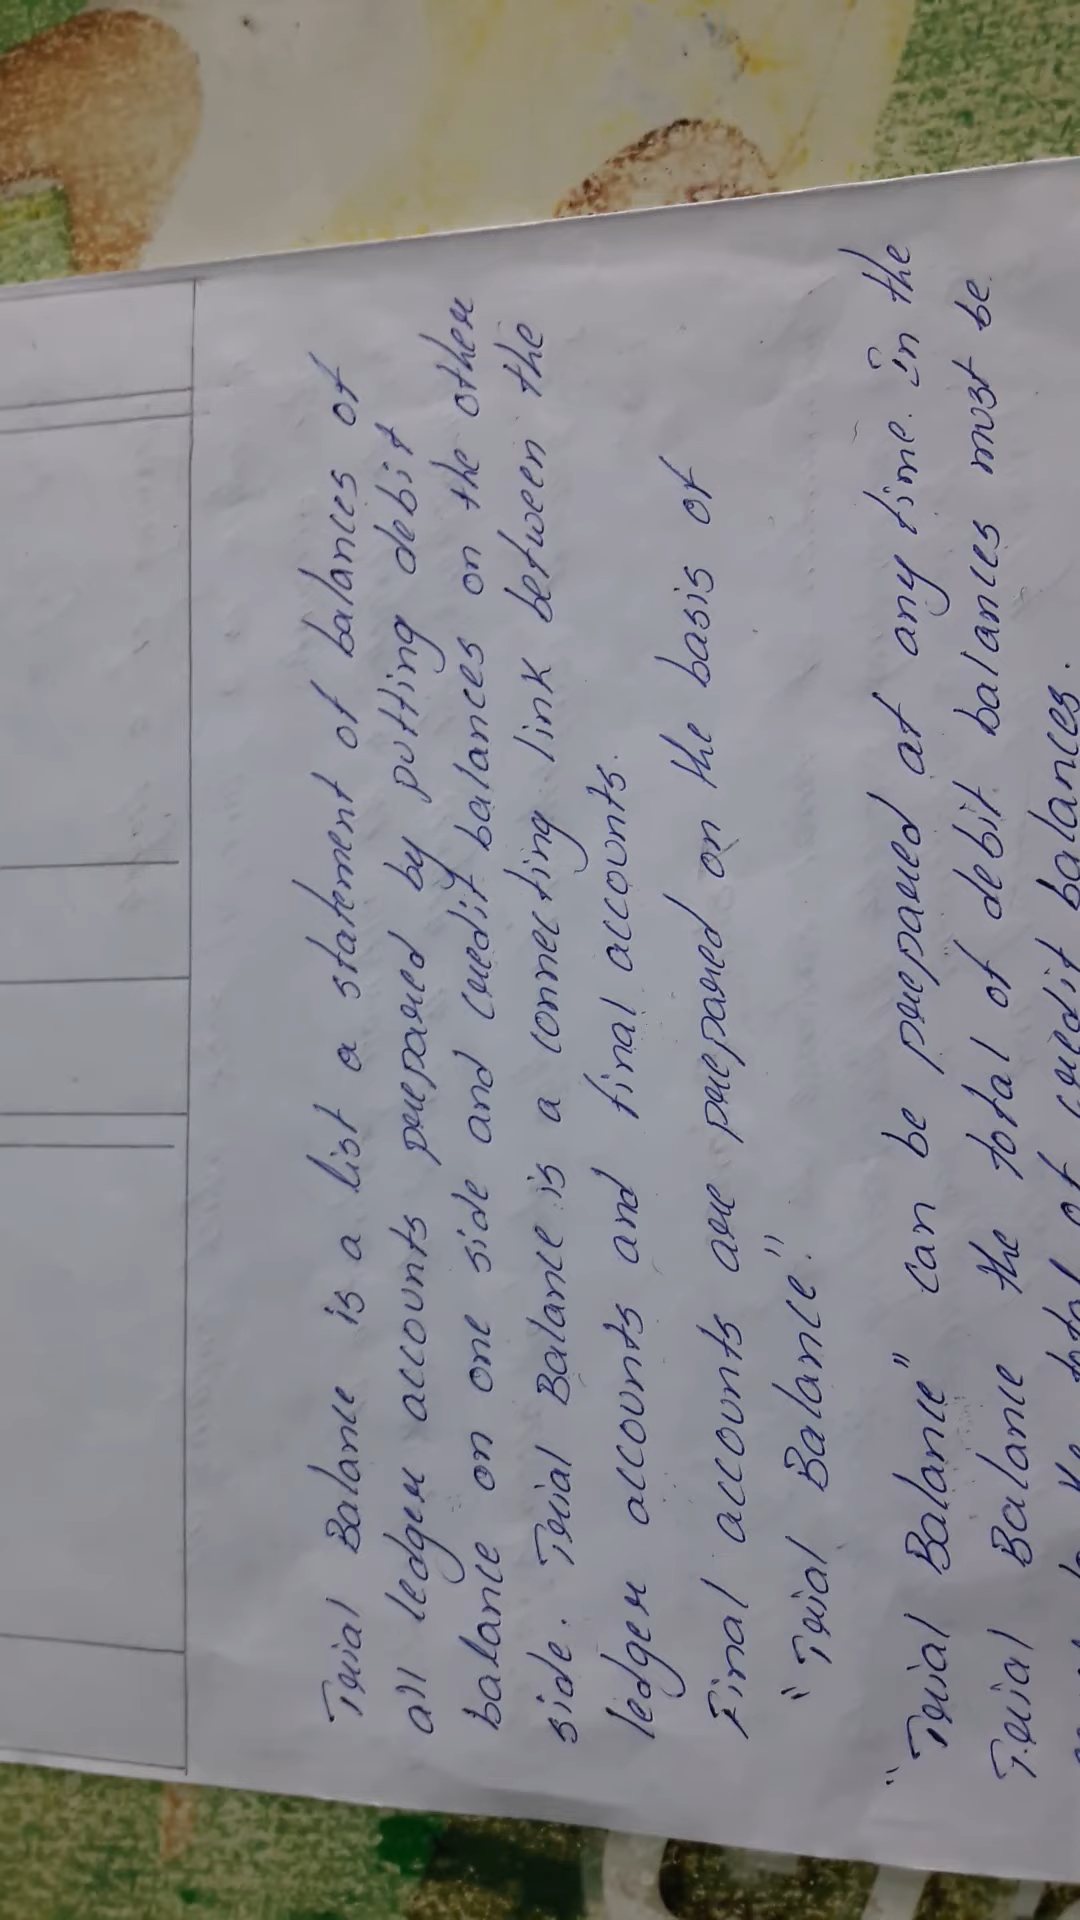 Trial Balance is a list a statement of balances of
all ledger accounts prepared by putting debit
balance on one side and credit balances on the other
side. Trial Balance is a connecting link between the
ledger accounts and final accounts.
Final accounts are prepared on the basis of
"Trial Balance."
"Trial Balance" can be prepared at any time. in the
Trial Balance the total of debit balances must be
total of credit balances.